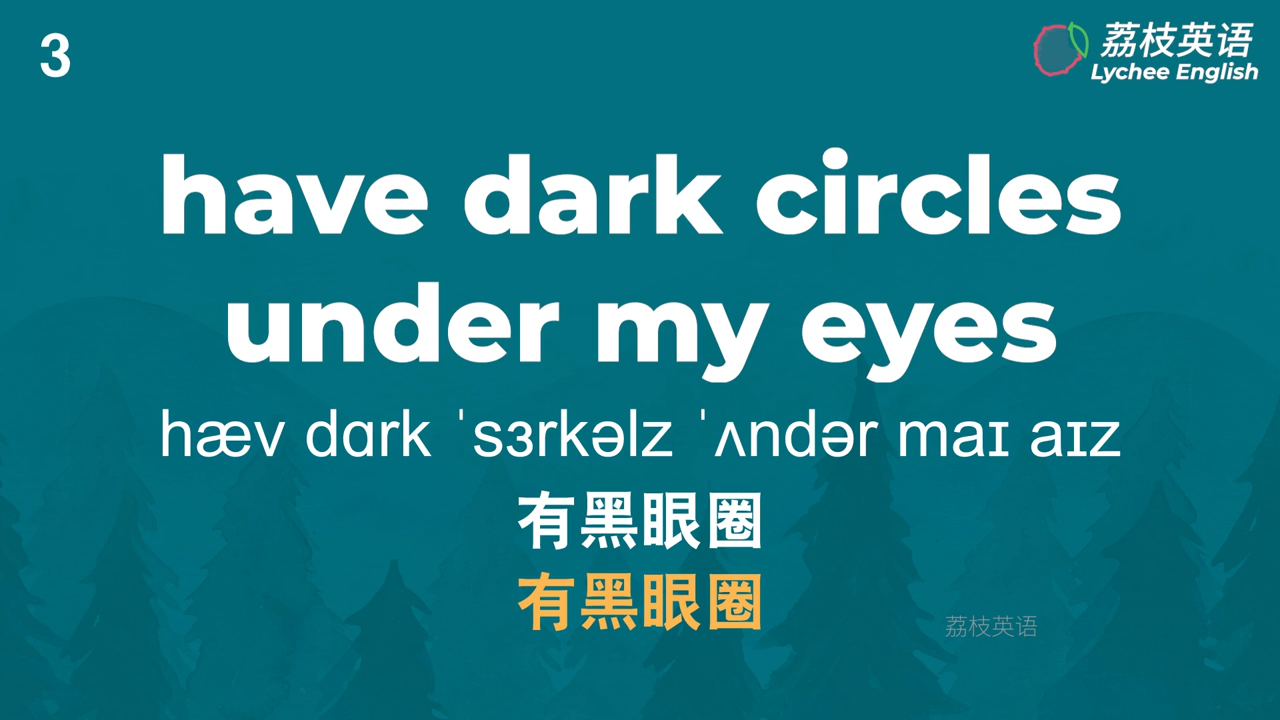 3
荔枝英语
Lychee English
have dark circles
under my eyes
hæv dɑrk ˈsɜrkəlz ˈʌndər maɪ aɪz
有黑眼圈
有黑眼圈
荔枝英语